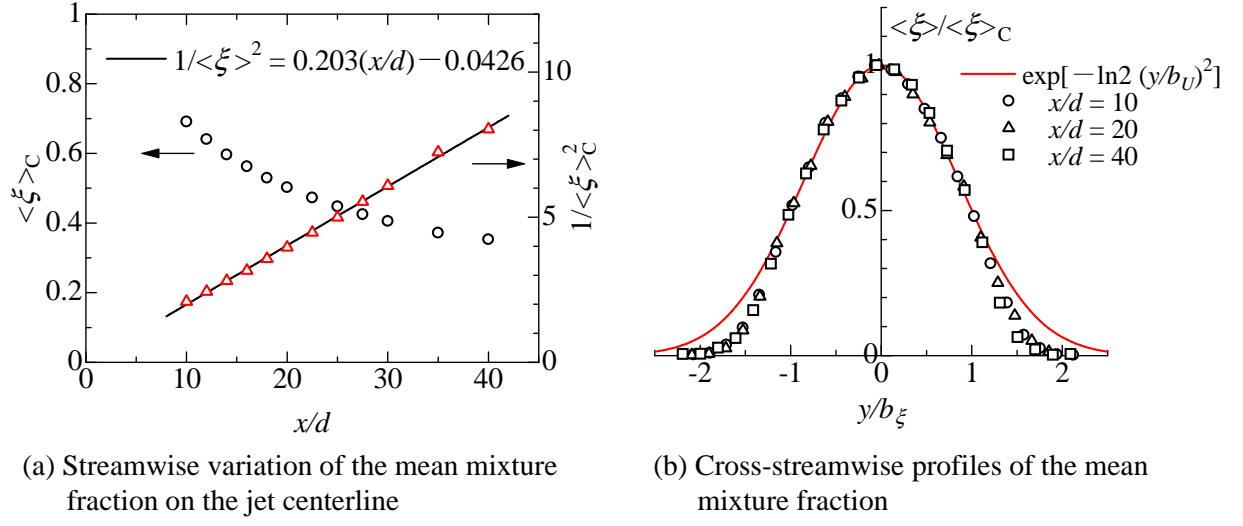 1/<ξ>² = 0.203(x/d)−0.0426
1
0.8
0.6
0.4
0.2
0
<ξ>C
0 10 20 30 40
x/d
10
5
0
1/<ξ>C²
(a) Streamwise variation of the mean mixture
fraction on the jet centerline
<ξ>/<ξ>C
exp[−ln2 (y/bU)²]
x/d = 10
x/d = 20
x/d = 40
1
0.5
0
-2 -1 0 1 2
y/bξ
(b) Cross-streamwise profiles of the mean
mixture fraction